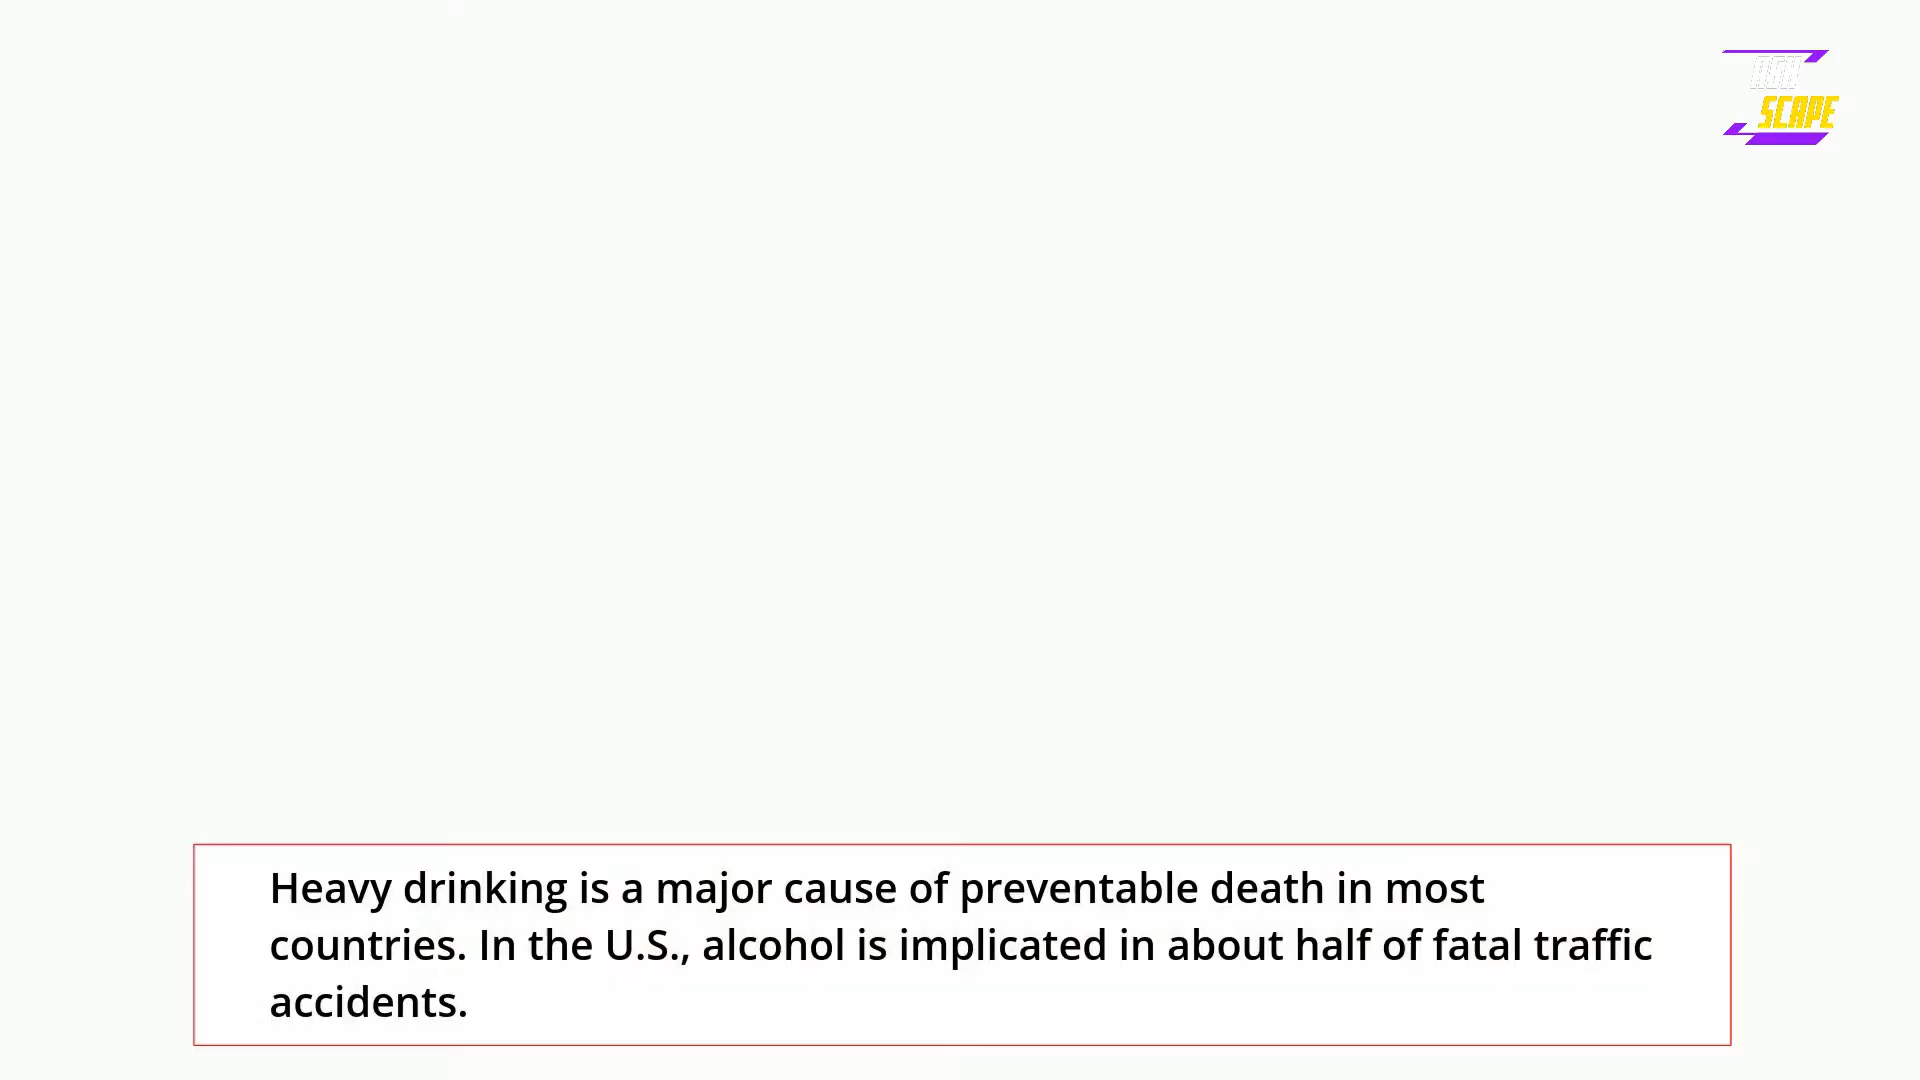 ASH
SCAPE
Heavy drinking is a major cause of preventable death in most
countries. In the U.S., alcohol is implicated in about half of fatal traffic
accidents.